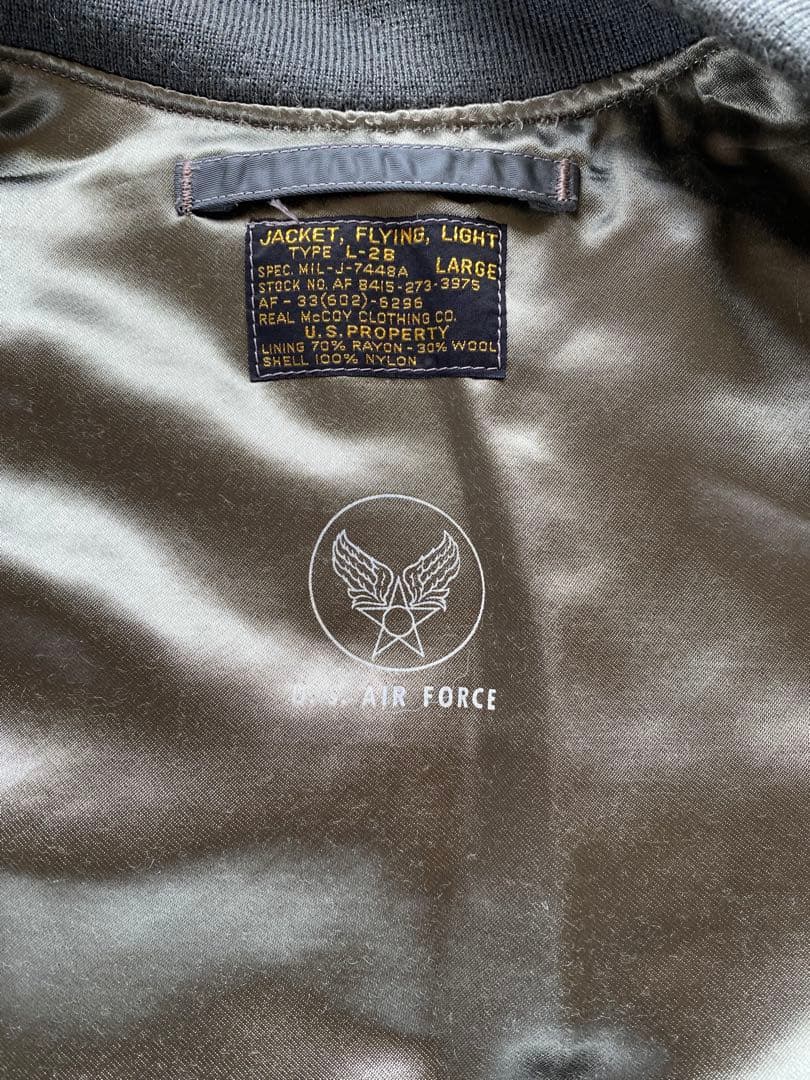 JACKET, FLYING, LIGHT
TYPE L-2B
SPEC. MIL-J-7448A LARGE
STOCK NO. AF 8415-273-3975
AF-33(602)-6296
REAL McCOY CLOTHING CO.
U.S. PROPERTY
LINING 70% RAYON-30% WOOL
SHELL 100% NYLON
U.S. AIR FORCE